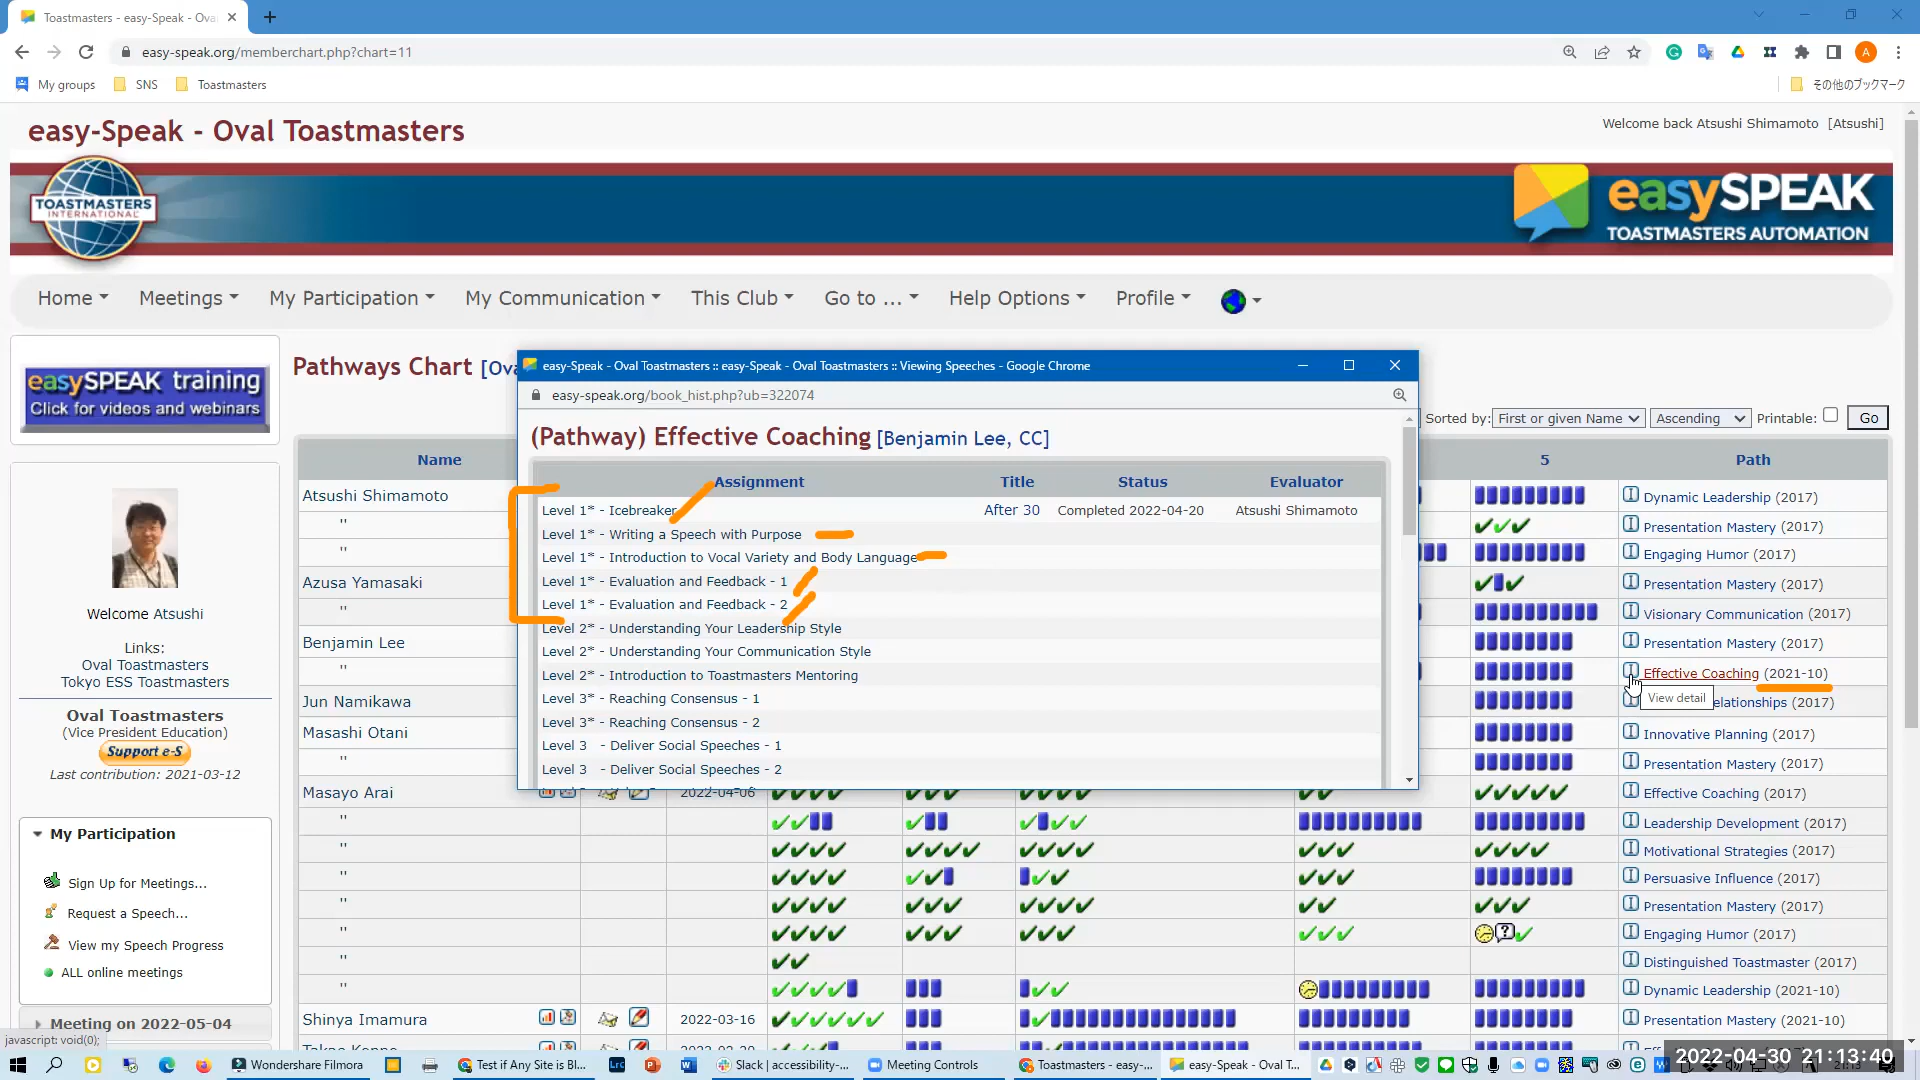 Toastmasters - easy-Speak - Ova
easy-speak.org/memberchart.php?chart=11
A
My groups
SNS
Toastmasters
その他のブックマーク
easy-Speak - Oval Toastmasters
Welcome back Atsushi Shimamoto [Atsushi]
TOASTMASTERS
INTERNATIONAL
easySPEAK
TOASTMASTERS AUTOMATION
Home
Meetings
My Participation
My Communication
This Club
Go to ...
Help Options
Profile
easySPEAK training
Click for videos and webinars
Welcome Atsushi
Links:
Oval Toastmasters
Tokyo ESS Toastmasters
Oval Toastmasters
(Vice President Education)
Support e-S
Last contribution: 2021-03-12
My Participation
Sign Up for Meetings...
Request a Speech...
View my Speech Progress
ALL online meetings
Meeting on 2022-05-04
javascript: void(0);
Pathways Chart [Ova
Sorted by: First or given Name Ascending Printable: Go
Name 5 Path
Atsushi Shimamoto Dynamic Leadership (2017)
" Presentation Mastery (2017)
" Engaging Humor (2017)
Azusa Yamasaki Presentation Mastery (2017)
" Visionary Communication (2017)
Benjamin Lee Presentation Mastery (2017)
" Effective Coaching (2021-10)
View detail
Jun Namikawa elationships (2017)
Masashi Otani Innovative Planning (2017)
" Presentation Mastery (2017)
Masayo Arai 2022-04-06 Effective Coaching (2017)
" Leadership Development (2017)
" Motivational Strategies (2017)
" Persuasive Influence (2017)
" Presentation Mastery (2017)
" Engaging Humor (2017)
" Distinguished Toastmaster (2017)
" Dynamic Leadership (2021-10)
Shinya Imamura 2022-03-16 Presentation Mastery (2021-10)
easy-Speak - Oval Toastmasters :: easy-Speak - Oval Toastmasters :: Viewing Speeches - Google Chrome
easy-speak.org/book_hist.php?ub=322074
(Pathway) Effective Coaching [Benjamin Lee, CC]
Assignment Title Status Evaluator
Level 1* - Icebreaker After 30 Completed 2022-04-20 Atsushi Shimamoto
Level 1* - Writing a Speech with Purpose
Level 1* - Introduction to Vocal Variety and Body Language
Level 1* - Evaluation and Feedback - 1
Level 1* - Evaluation and Feedback - 2
Level 2* - Understanding Your Leadership Style
Level 2* - Understanding Your Communication Style
Level 2* - Introduction to Toastmasters Mentoring
Level 3* - Reaching Consensus - 1
Level 3* - Reaching Consensus - 2
Level 3 - Deliver Social Speeches - 1
Level 3 - Deliver Social Speeches - 2
Wondershare Filmora
Test if Any Site is Bl...
Lrc
Slack | accessibility-...
Meeting Controls
Toastmasters - easy-...
easy-Speak - Oval T...
2022-04-30 21:13:40